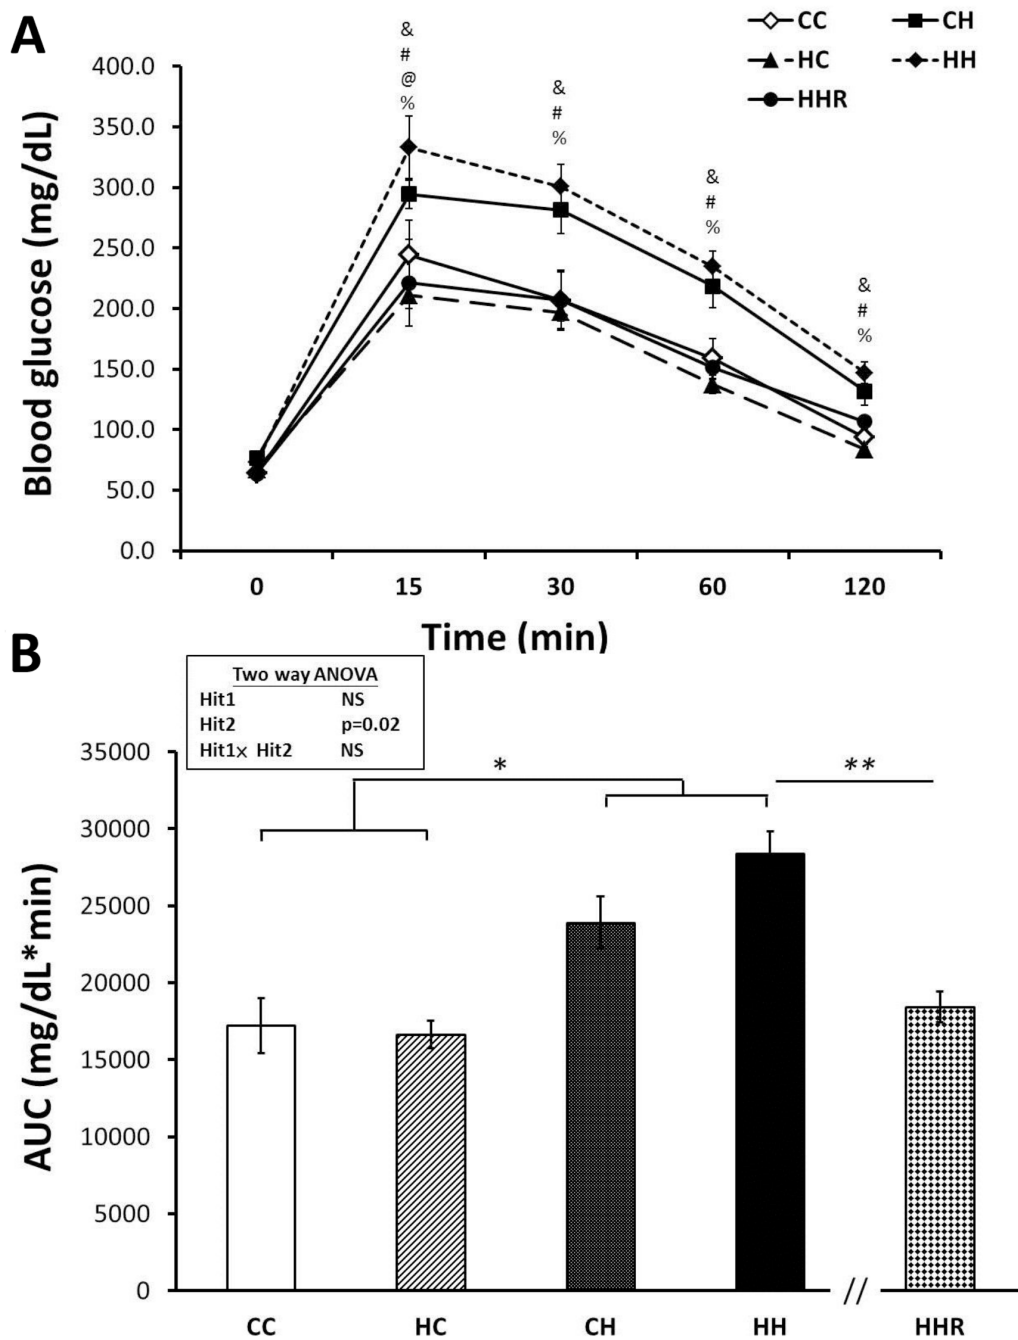 A
CC
CH
HC
HH
HHR
Blood glucose (mg/dL)
400.0
350.0
300.0
250.0
200.0
150.0
100.0
50.0
0.0
&
#
@
%
&
#
%
&
#
%
&
#
%
0 15 30 60 120
Time (min)
B
Two way ANOVA
Hit1 NS
Hit2 p=0.02
Hit1× Hit2 NS
AUC (mg/dL*min)
35000
30000
25000
20000
15000
10000
5000
0
*
**
//
CC HC CH HH HHR